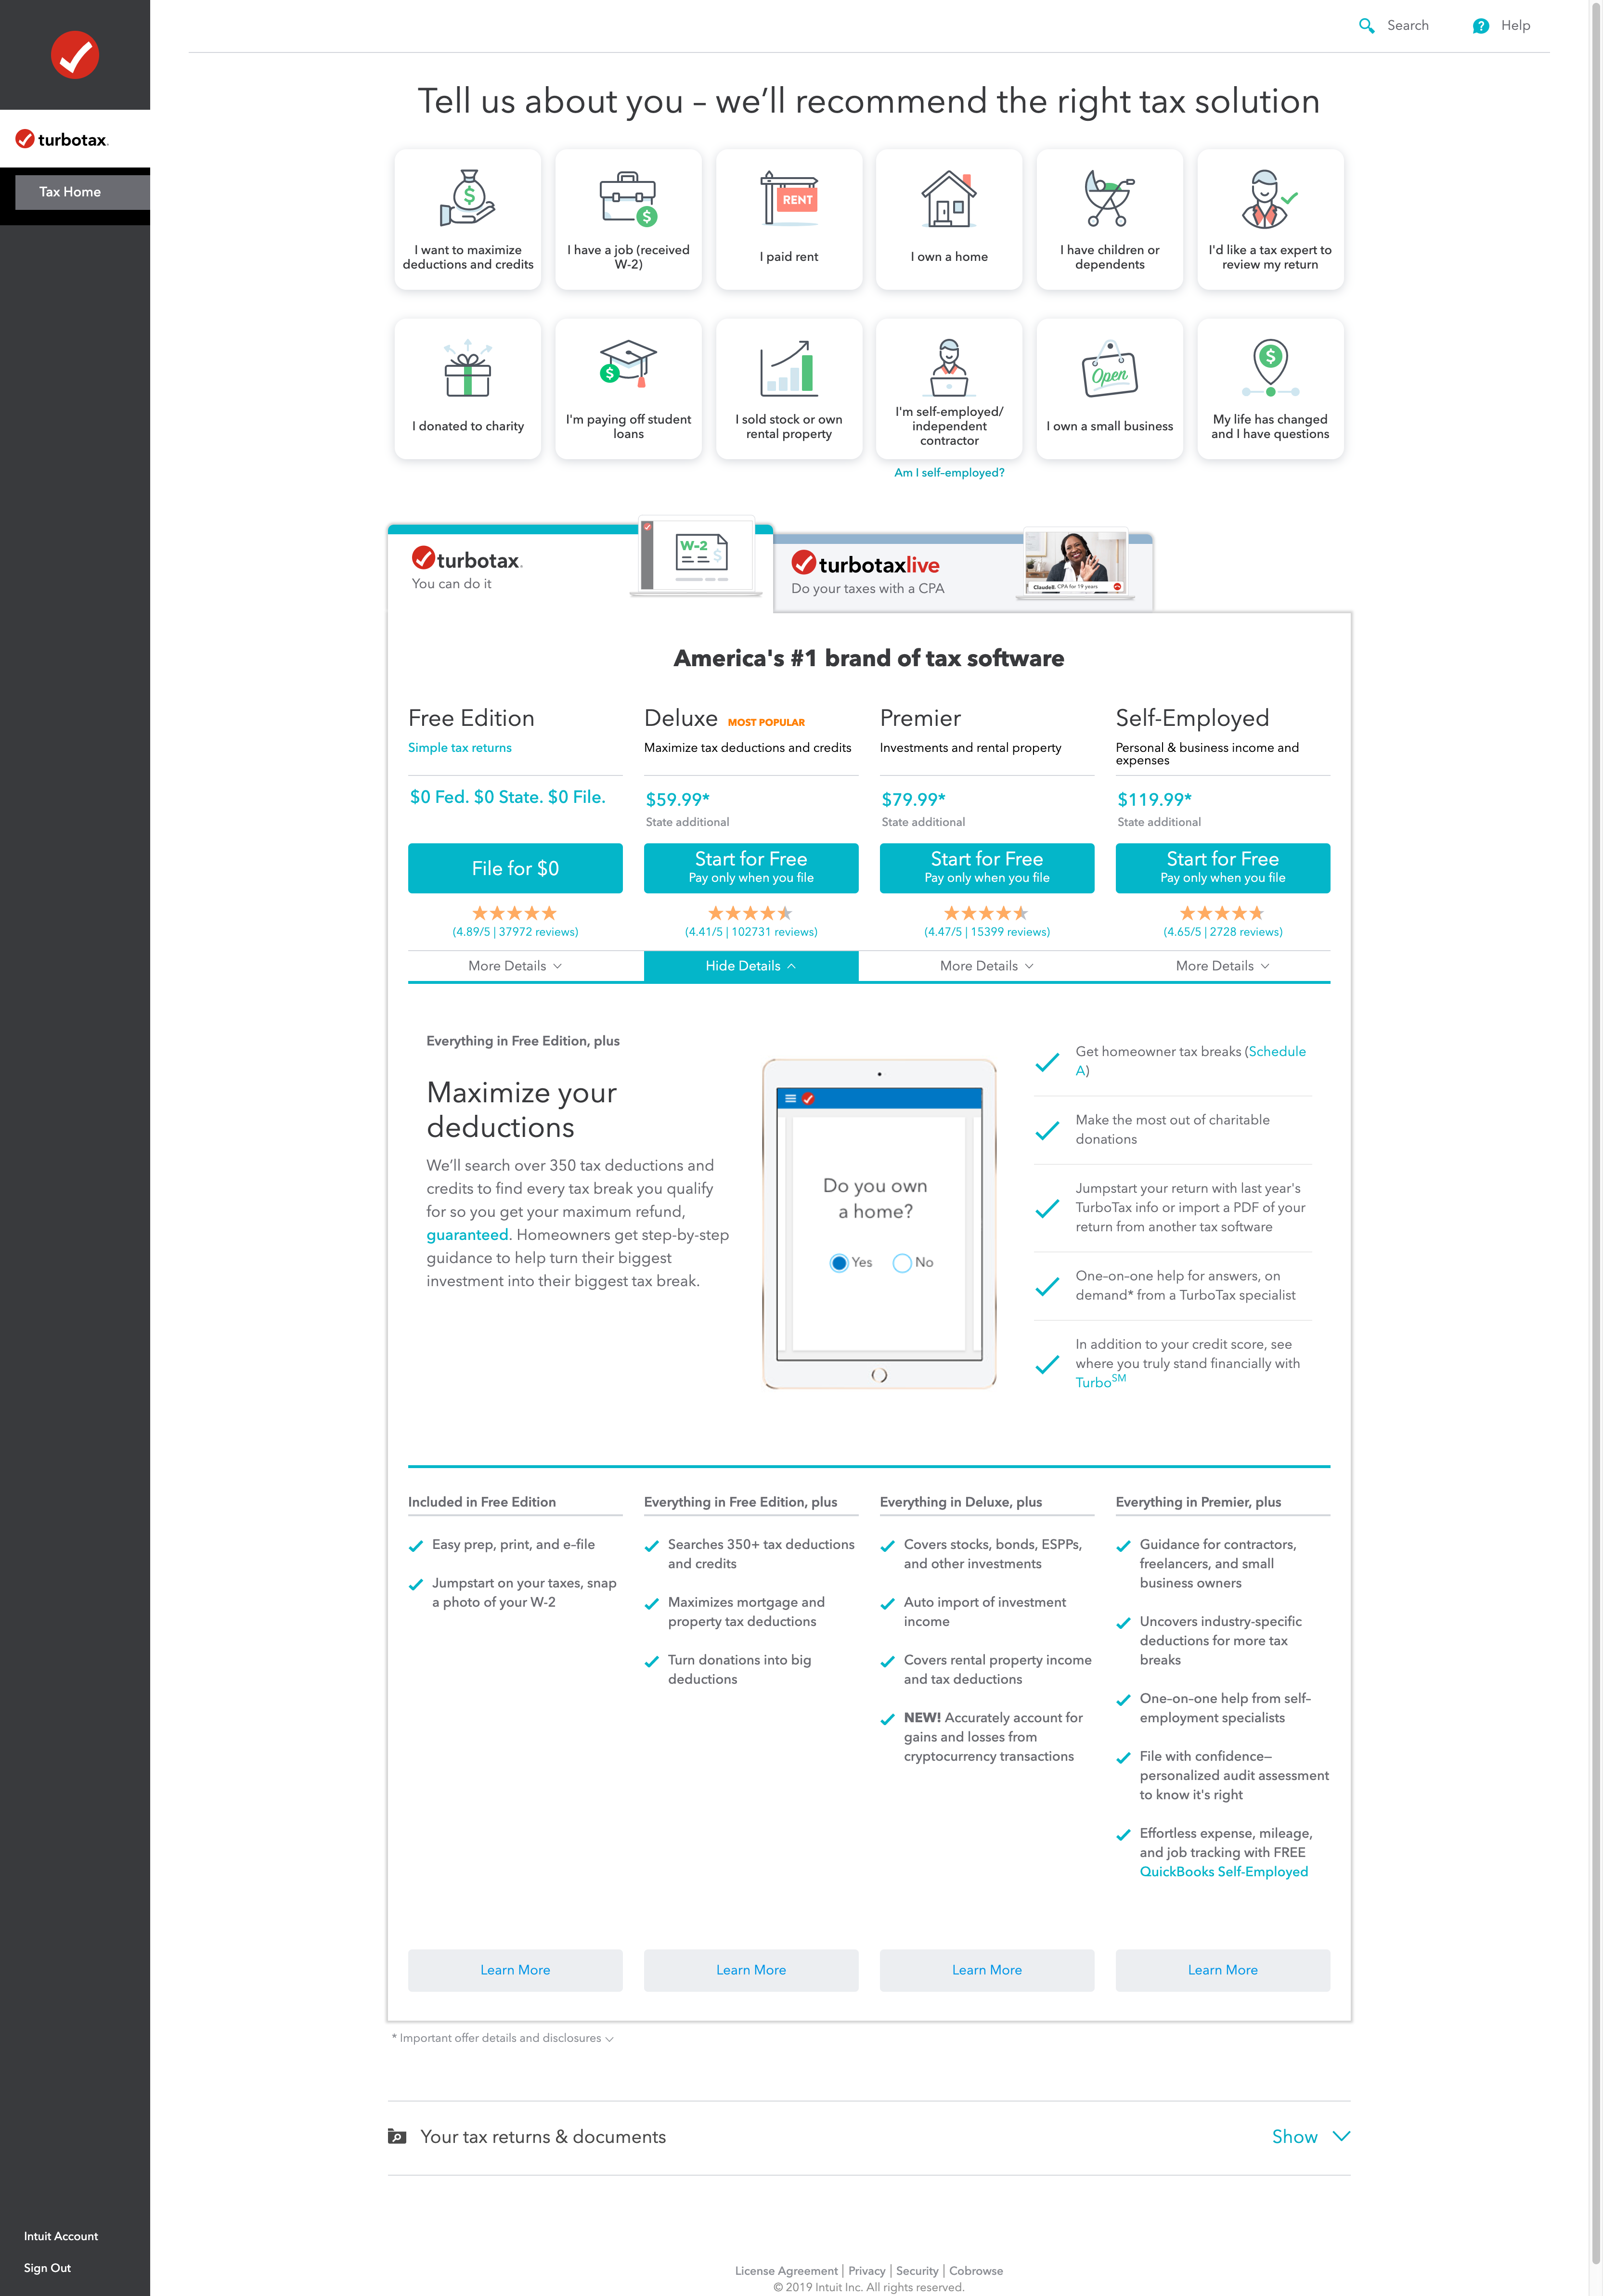 Search
Help
turbotax.
Tax Home
Tell us about you – we'll recommend the right tax solution
$
I want to maximize
deductions and credits
$
I have a job (received
W-2)
RENT
I paid rent
I own a home
I have children or
dependents
I'd like a tax expert to
review my return
I donated to charity
$
I'm paying off student
loans
I sold stock or own
rental property
I'm self-employed/
independent
contractor
Am I self-employed?
Open
I own a small business
$
My life has changed
and I have questions
turbotax.
You can do it
W-2
$
turbotaxlive
Do your taxes with a CPA
Claudell, CPA for 19 years
America's #1 brand of tax software
Free Edition
Simple tax returns
$0 Fed. $0 State. $0 File.
File for $0
(4.89/5 | 37972 reviews)
More Details
Deluxe MOST POPULAR
Maximize tax deductions and credits
$59.99*
State additional
Start for Free
Pay only when you file
(4.41/5 | 102731 reviews)
Hide Details
Premier
Investments and rental property
$79.99*
State additional
Start for Free
Pay only when you file
(4.47/5 | 15399 reviews)
More Details
Self-Employed
Personal & business income and
expenses
$119.99*
State additional
Start for Free
Pay only when you file
(4.65/5 | 2728 reviews)
More Details
Everything in Free Edition, plus
Maximize your
deductions
We'll search over 350 tax deductions and
credits to find every tax break you qualify
for so you get your maximum refund,
guaranteed. Homeowners get step-by-step
guidance to help turn their biggest
investment into their biggest tax break.
Do you own
a home?
Yes No
Get homeowner tax breaks (Schedule
A)
Make the most out of charitable
donations
Jumpstart your return with last year's
TurboTax info or import a PDF of your
return from another tax software
One-on-one help for answers, on
demand* from a TurboTax specialist
In addition to your credit score, see
where you truly stand financially with
TurboSM
Included in Free Edition
Easy prep, print, and e-file
Jumpstart on your taxes, snap
a photo of your W-2
Everything in Free Edition, plus
Searches 350+ tax deductions
and credits
Maximizes mortgage and
property tax deductions
Turn donations into big
deductions
Everything in Deluxe, plus
Covers stocks, bonds, ESPPs,
and other investments
Auto import of investment
income
Covers rental property income
and tax deductions
NEW! Accurately account for
gains and losses from
cryptocurrency transactions
Everything in Premier, plus
Guidance for contractors,
freelancers, and small
business owners
Uncovers industry-specific
deductions for more tax
breaks
One-on-one help from self-
employment specialists
File with confidence—
personalized audit assessment
to know it's right
Effortless expense, mileage,
and job tracking with FREE
QuickBooks Self-Employed
Learn More
Learn More
Learn More
Learn More
* Important offer details and disclosures
Your tax returns & documents
Show
Intuit Account
Sign Out
License Agreement | Privacy | Security | Cobrowse
© 2019 Intuit Inc. All rights reserved.